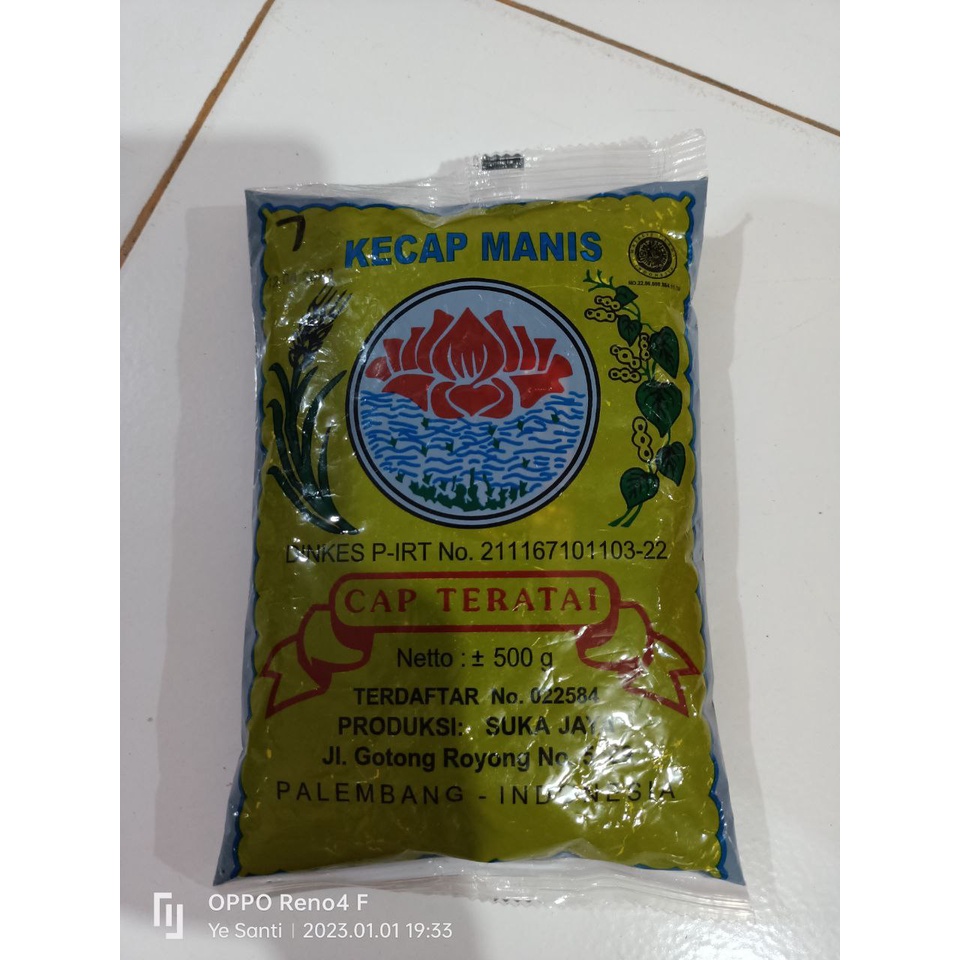 7
KECAP MANIS
DINKES P-IRT No. 211167101103-22
CAP TERATAI
Netto : ± 500 g
TERDAFTAR No. 022584
PRODUKSI: SUKA JAYA
Jl. Gotong Royong No.
PALEMBANG - INDONESIA
OPPO Reno4 F
Ye Santi | 2023.01.01 19:33